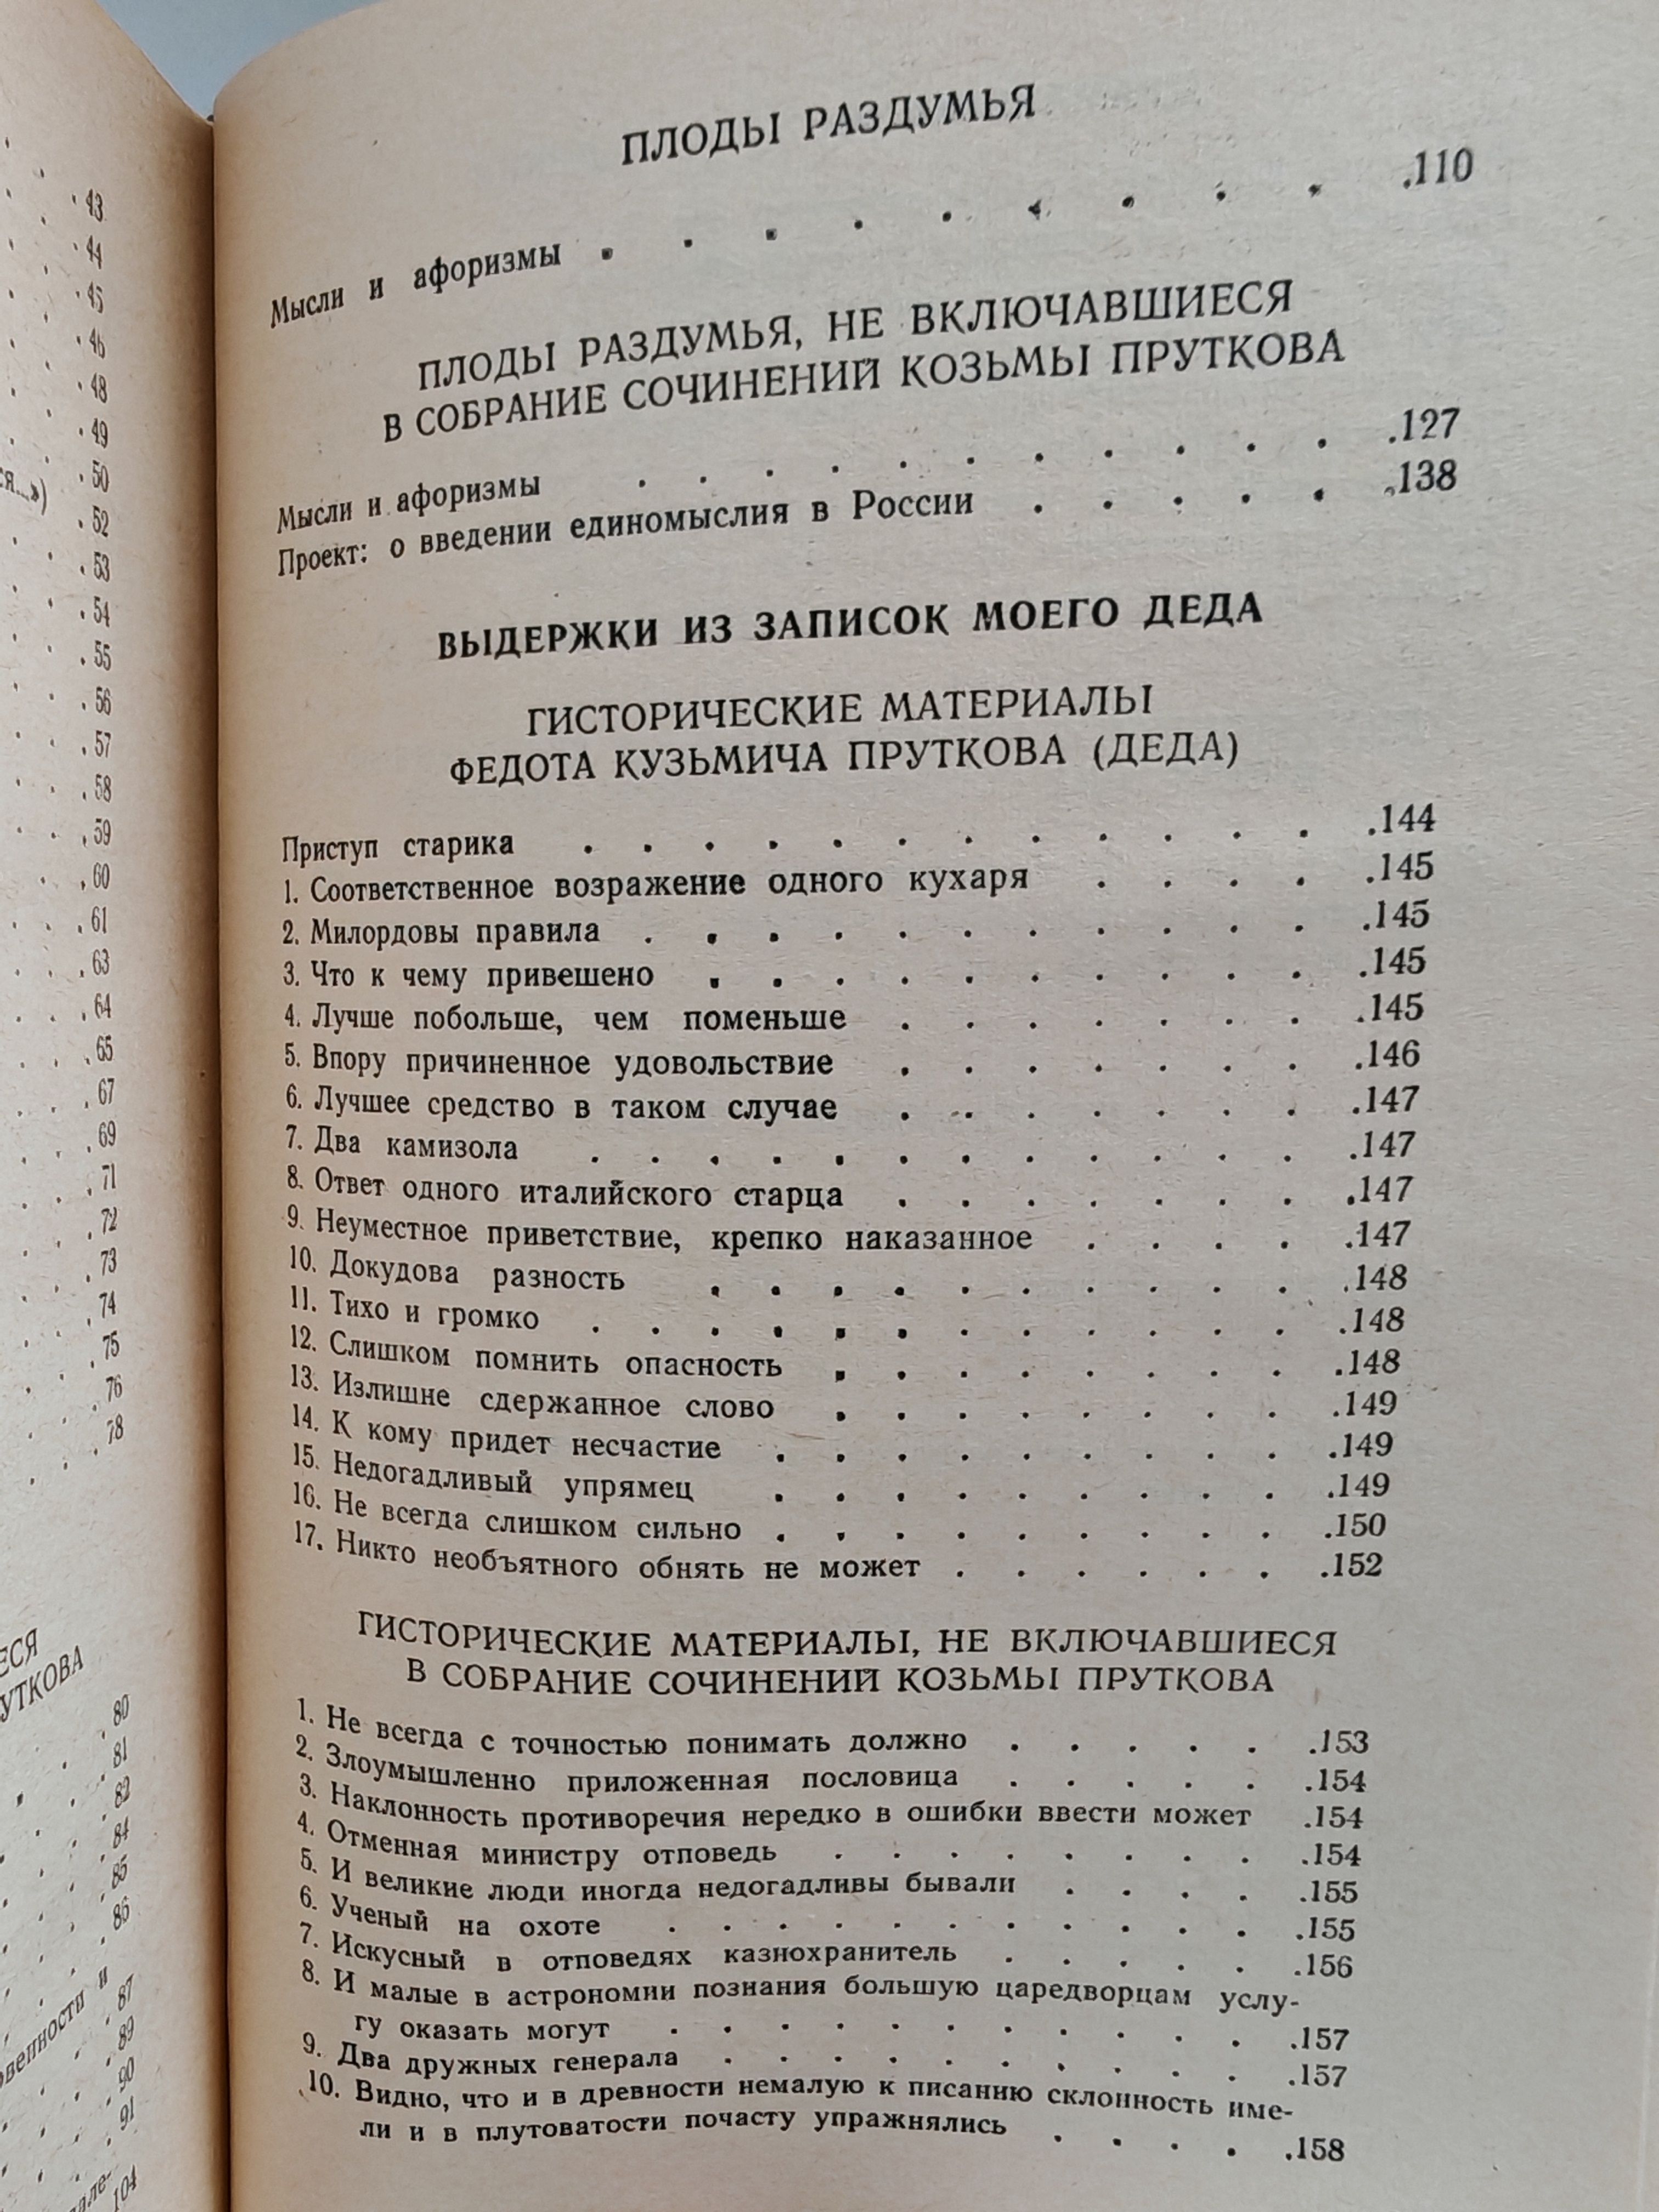 43
44
45
46
48
49
50
52
53
54
55
56
57
58
59
60
61
63
64
65
67
69
71
72
73
74
75
76
78
80
81
82
84
85
86
87
89
90
91
104
ПЛОДЫ РАЗДУМЬЯ
Мысли и афоризмы . . . . . . . . . .110
ПЛОДЫ РАЗДУМЬЯ, НЕ ВКЛЮЧАВШИЕСЯ
В СОБРАНИЕ СОЧИНЕНИЙ КОЗЬМЫ ПРУТКОВА
Мысли и афоризмы . . . . . . . . . . .127
Проект: о введении единомыслия в России . . . . . .138
ВЫДЕРЖКИ ИЗ ЗАПИСОК МОЕГО ДЕДА
ГИСТОРИЧЕСКИЕ МАТЕРИАЛЫ
ФЕДОТА КУЗЬМИЧА ПРУТКОВА (ДЕДА)
Приступ старика . . . . . . . . . . . . .144
1. Соответственное возражение одного кухаря . . . . .145
2. Милордовы правила . . . . . . . . . . . .145
3. Что к чему привешено . . . . . . . . . . .145
4. Лучше побольше, чем поменьше . . . . . . . .145
5. Впору причиненное удовольствие . . . . . . . .146
6. Лучшее средство в таком случае . . . . . . . .147
7. Два камизола . . . . . . . . . . . . .147
8. Ответ одного италийского старца . . . . . . . .147
9. Неуместное приветствие, крепко наказанное . . . . .147
10. Докудова разность . . . . . . . . . . .148
11. Тихо и громко . . . . . . . . . . . . .148
12. Слишком помнить опасность . . . . . . . . .148
13. Излишне сдержанное слово . . . . . . . . .149
14. К кому придет несчастие . . . . . . . . . .149
15. Недогадливый упрямец . . . . . . . . . .149
16. Не всегда слишком сильно . . . . . . . . . .150
17. Никто необъятного обнять не может . . . . . . .152
ГИСТОРИЧЕСКИЕ МАТЕРИАЛЫ, НЕ ВКЛЮЧАВШИЕСЯ
В СОБРАНИЕ СОЧИНЕНИЙ КОЗЬМЫ ПРУТКОВА
1. Не всегда с точностью понимать должно . . . . . .153
2. Злоумышленно приложенная пословица . . . . . .154
3. Наклонность противоречия нередко в ошибки ввести может .154
4. Отменная министру отповедь . . . . . . . . .154
5. И великие люди иногда недогадливы бывали . . . . .155
6. Ученый на охоте . . . . . . . . . . . .155
7. Искусный в отповедях казнохранитель . . . . . .156
8. И малые в астрономии познания большую царедворцам услу-
гу оказать могут . . . . . . . . . . . .157
9. Два дружных генерала . . . . . . . . . . .157
10. Видно, что и в древности немалую к писанию склонность име-
ли и в плутоватости почасту упражнялись . . . . .158